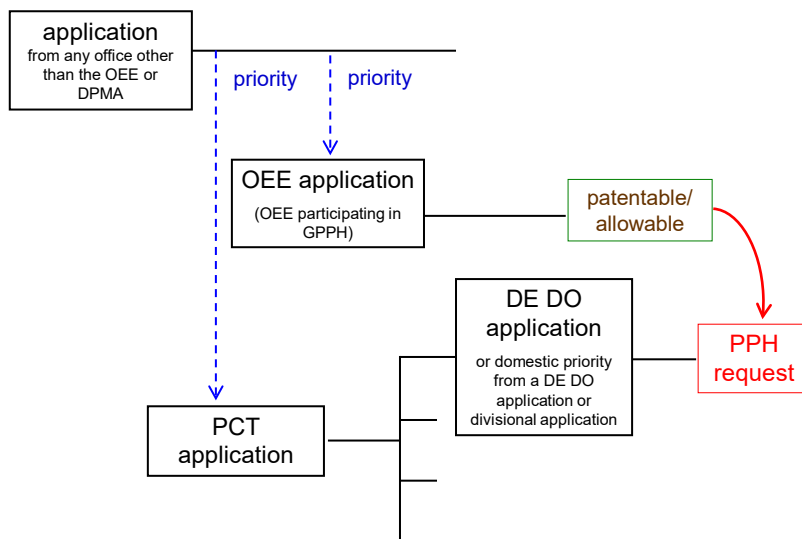 application
from any office other
than the OEE or
DPMA
priority
priority
OEE application
(OEE participating in
GPPH)
patentable/
allowable
DE DO
application
or domestic priority
from a DE DO
application or
divisional application
PPH
request
PCT
application